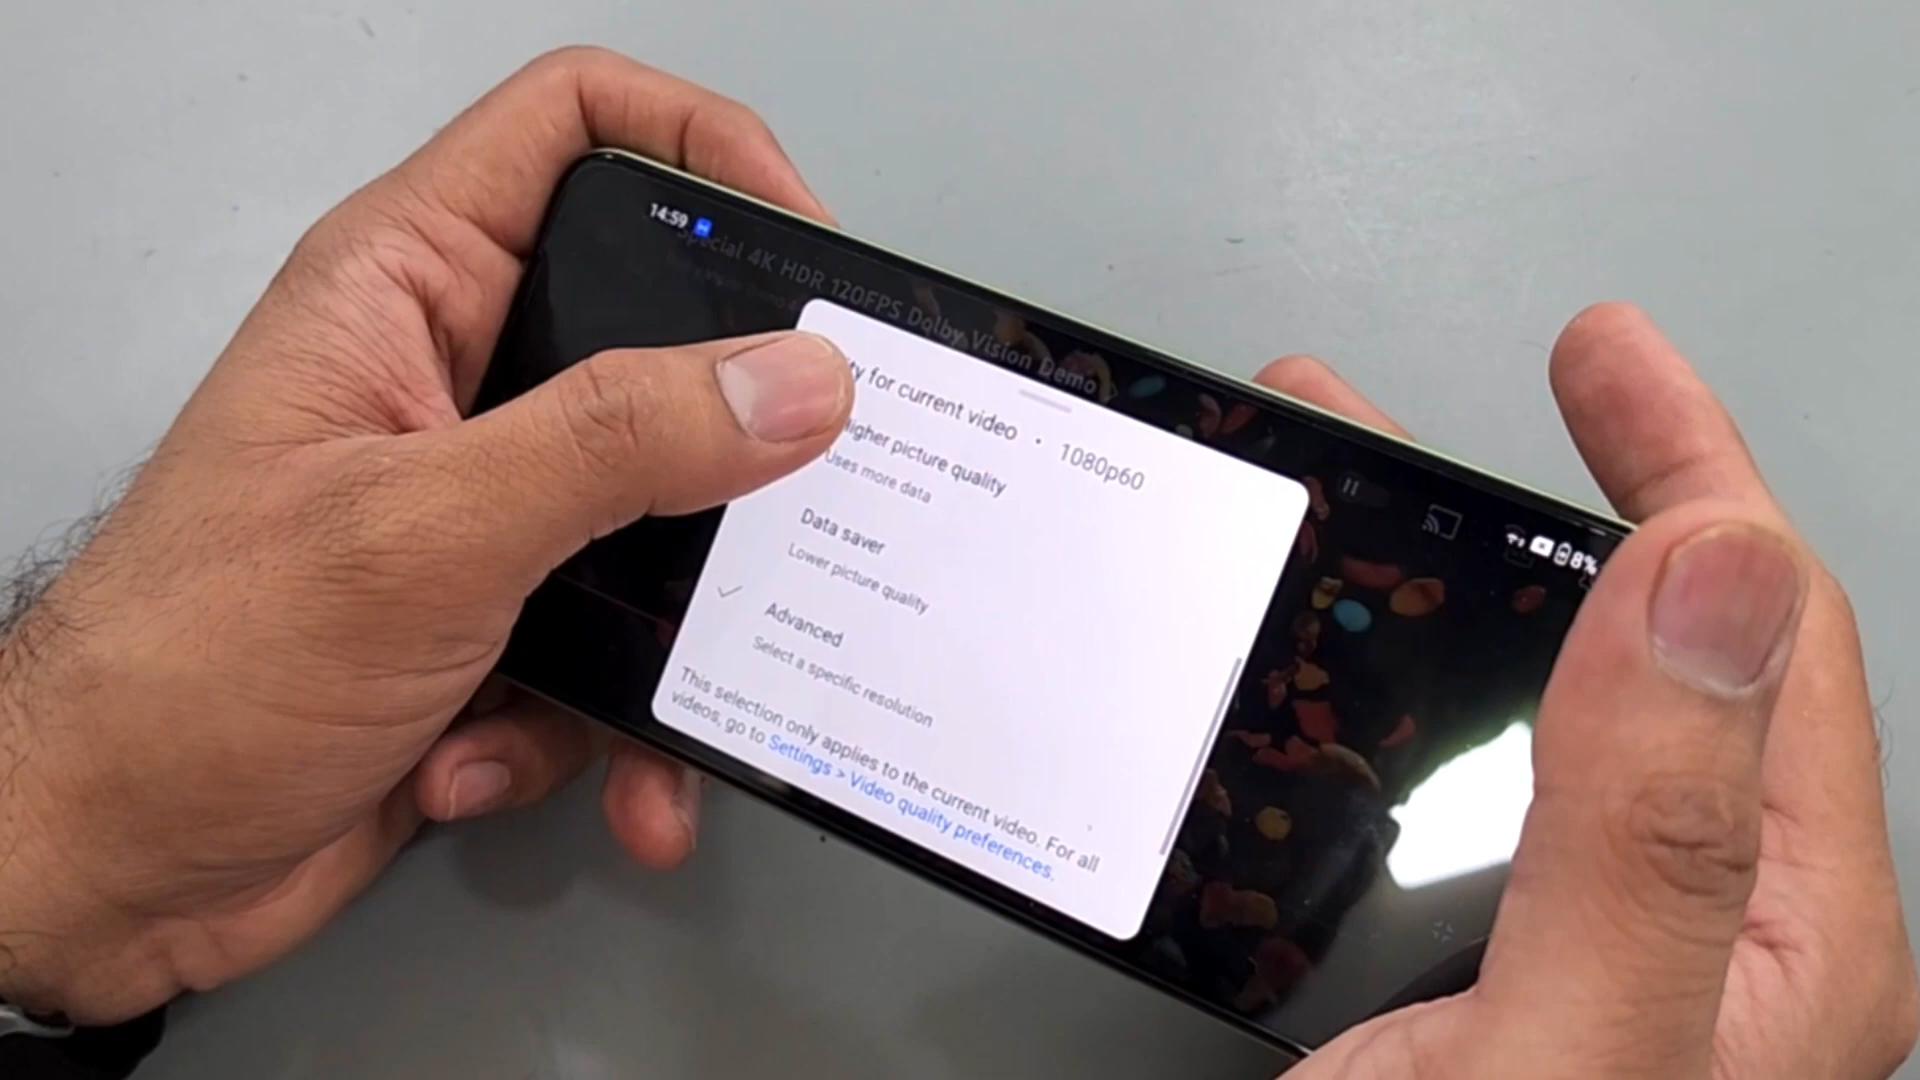 14:59
Special 4K HDR 120FPS Dolby Vision Demo
8%
ty for current video • 1080p60
Higher picture quality
Uses more data
Data saver
Lower picture quality
Advanced
Select a specific resolution
This selection only applies to the current video. For all
videos, go to Settings > Video quality preferences.